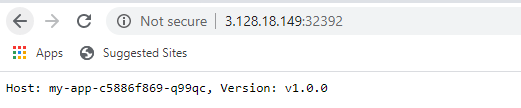 Not secure | 3.128.18.149:32392
Apps Suggested Sites
Host: my-app-c5886f869-q99qc, Version: v1.0.0